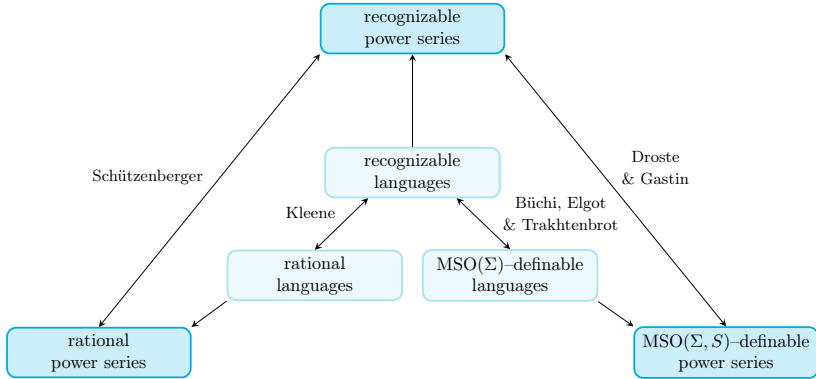 recognizable
power series
Schützenberger
recognizable
languages
Droste
& Gastin
Kleene
Büchi, Elgot
& Trakhtenbrot
rational
languages
MSO(Σ)–definable
languages
rational
power series
MSO(Σ, S)–definable
power series